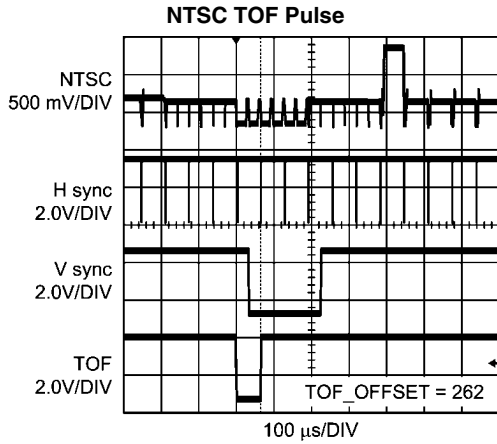 NTSC TOF Pulse
NTSC
500 mV/DIV
H sync
2.0V/DIV
V sync
2.0V/DIV
TOF
2.0V/DIV
TOF_OFFSET = 262
100 μs/DIV